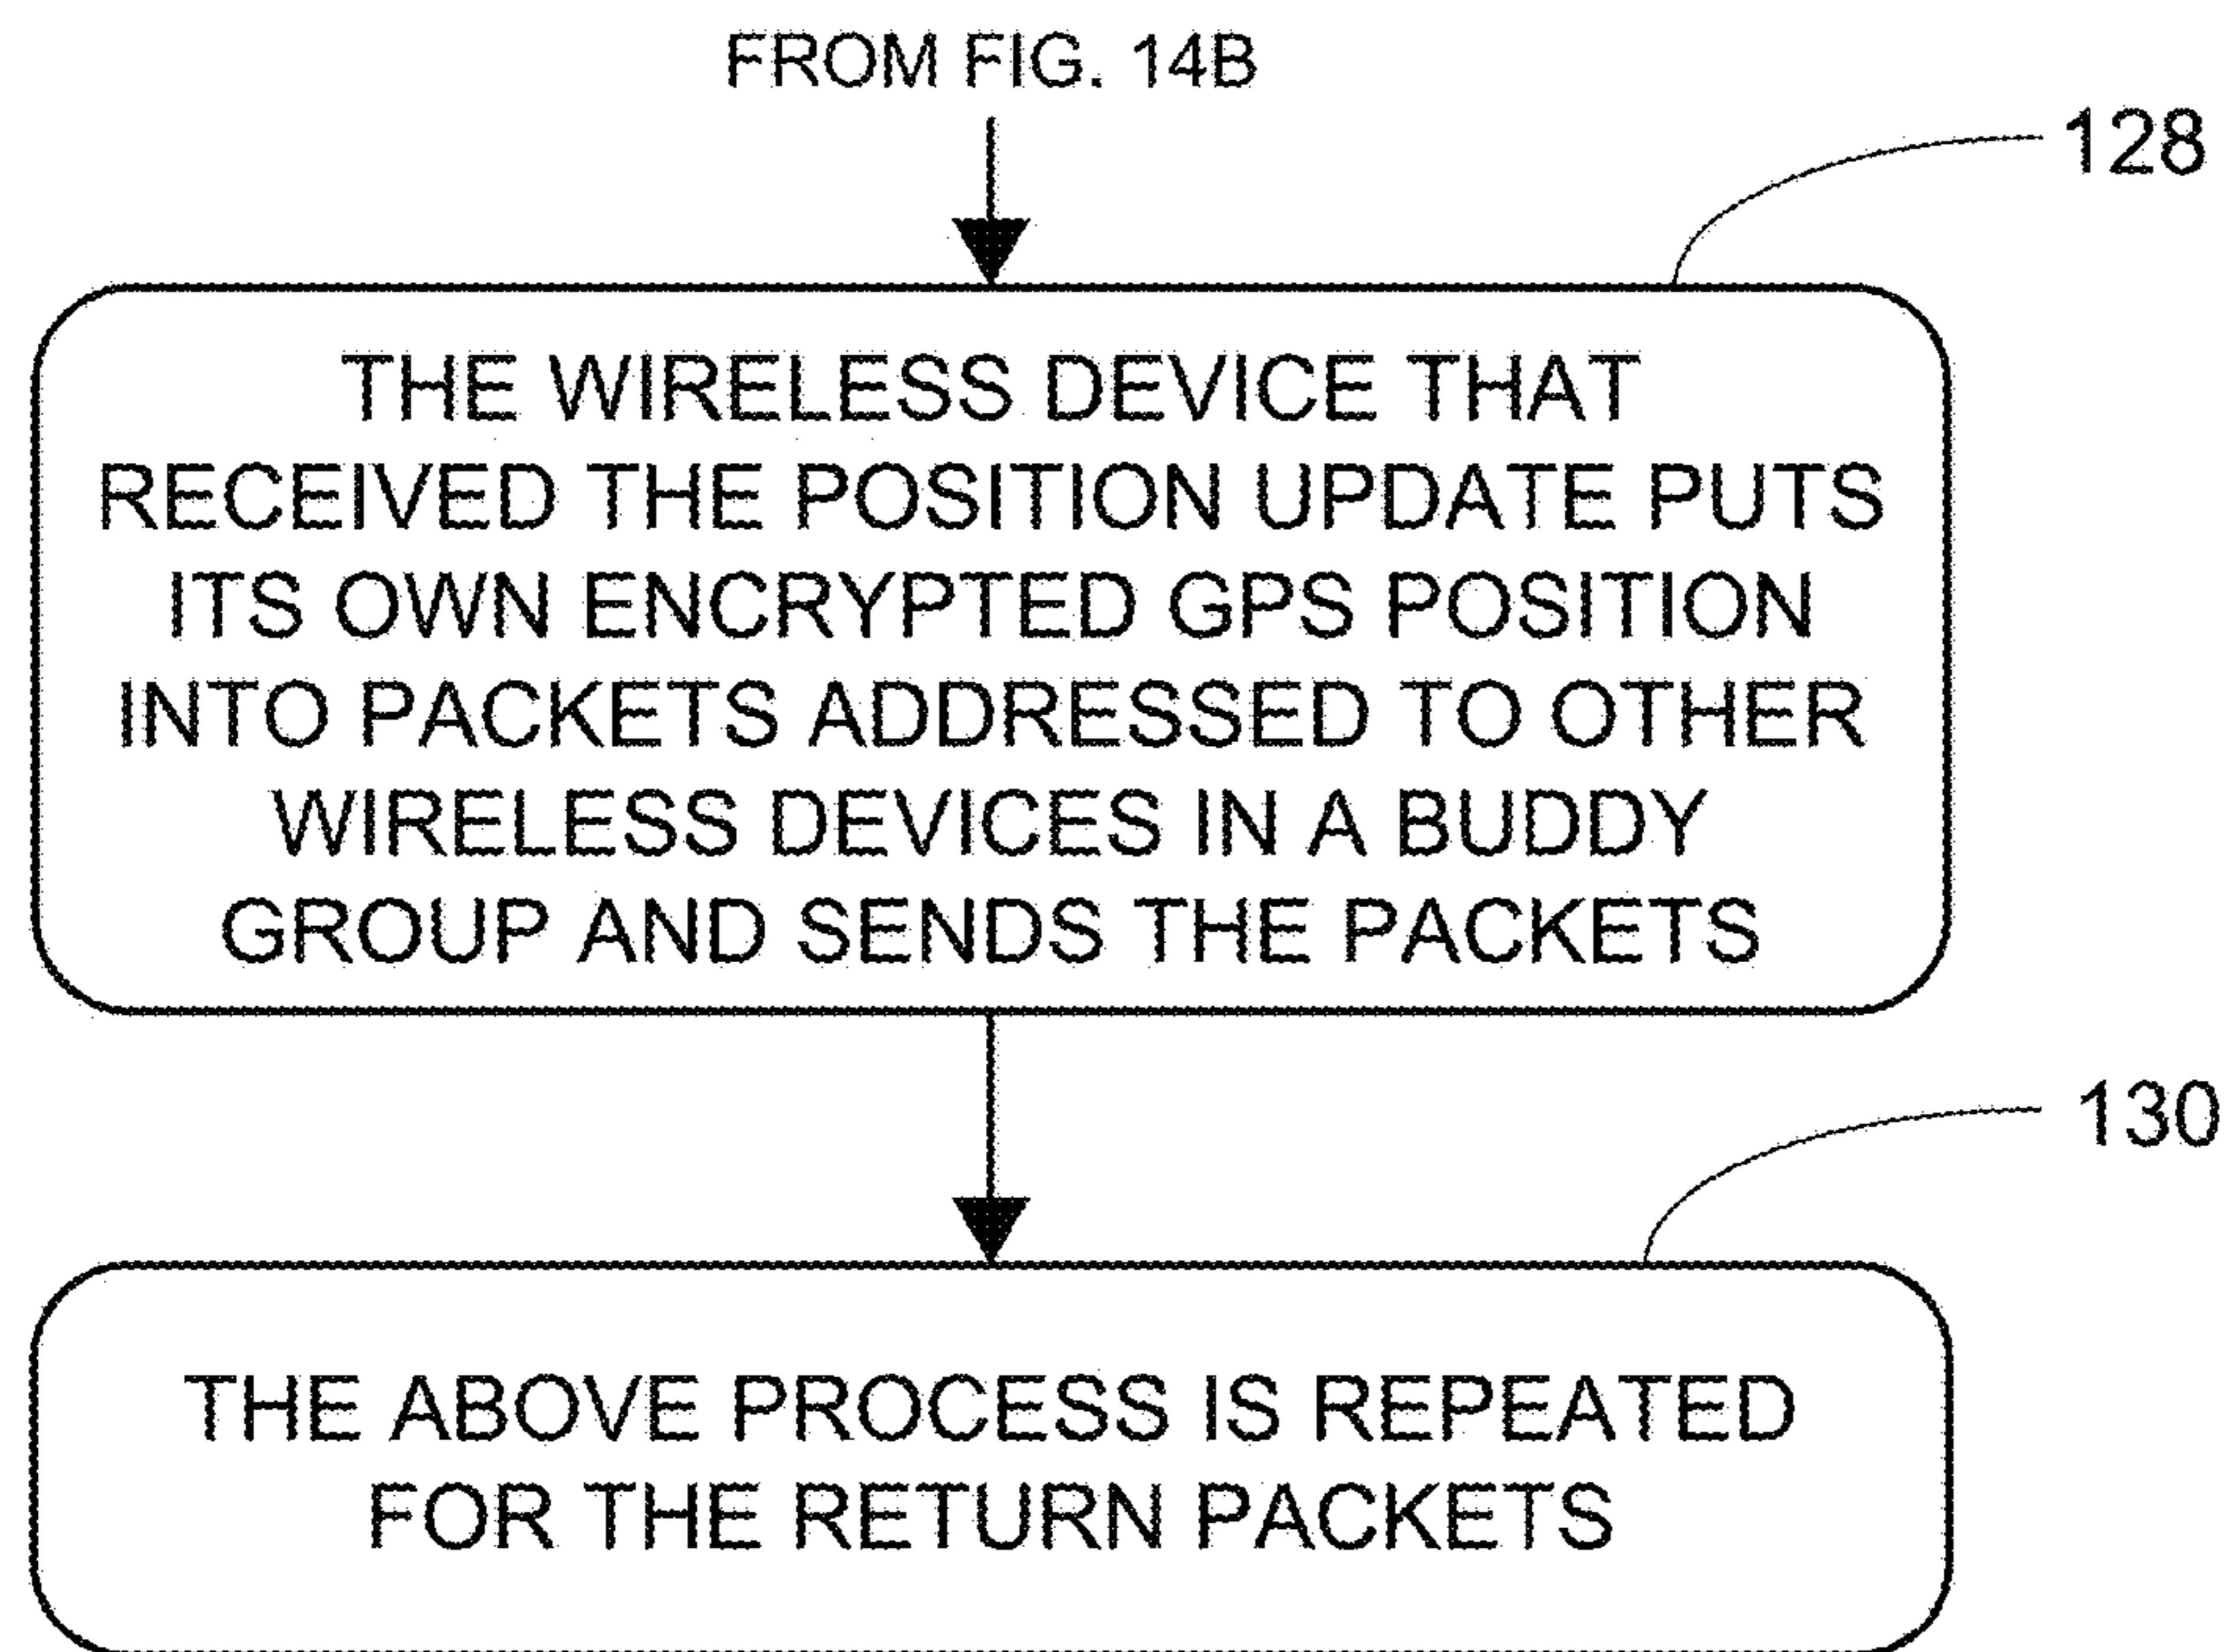 FROM FIG. 14B
128
THE WIRELESS DEVICE THAT
RECEIVED THE POSITION UPDATE PUTS
ITS OWN ENCRYPTED GPS POSITION
INTO PACKETS ADDRESSED TO OTHER
WIRELESS DEVICES IN A BUDDY
GROUP AND SENDS THE PACKETS
130
THE ABOVE PROCESS IS REPEATED
FOR THE RETURN PACKETS